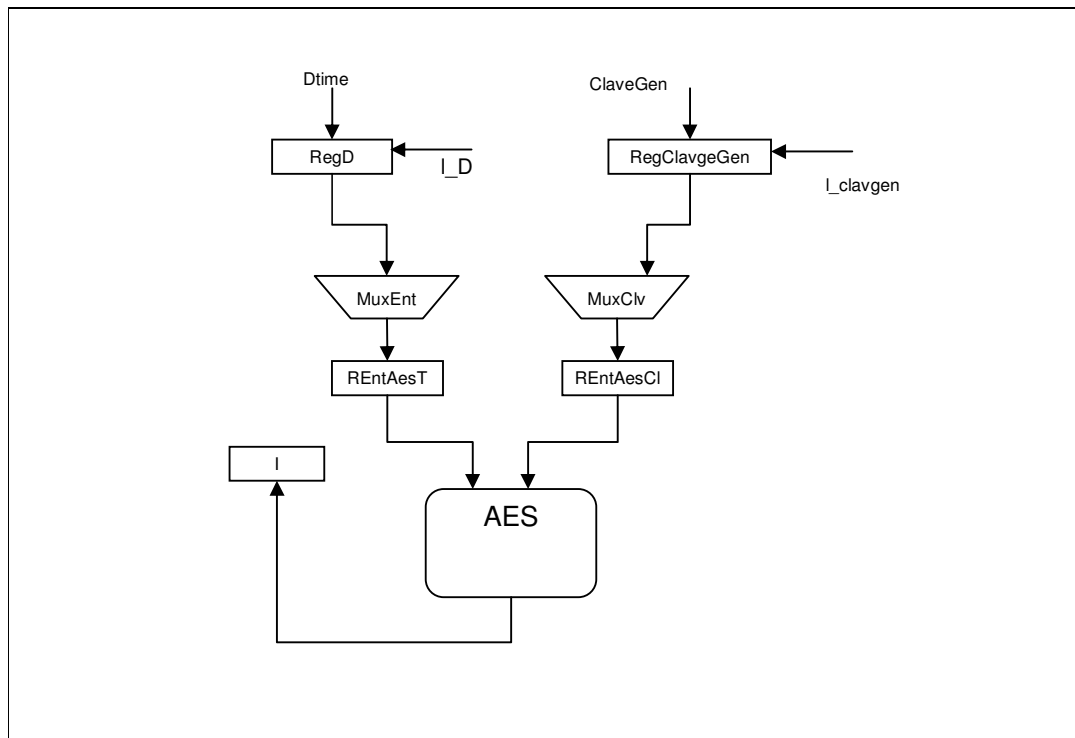 Dtime
ClaveGen
RegD
RegClavgeGen
l_D
l_clavgen
MuxEnt
MuxClv
REntAesT
REntAesCl
I
AES